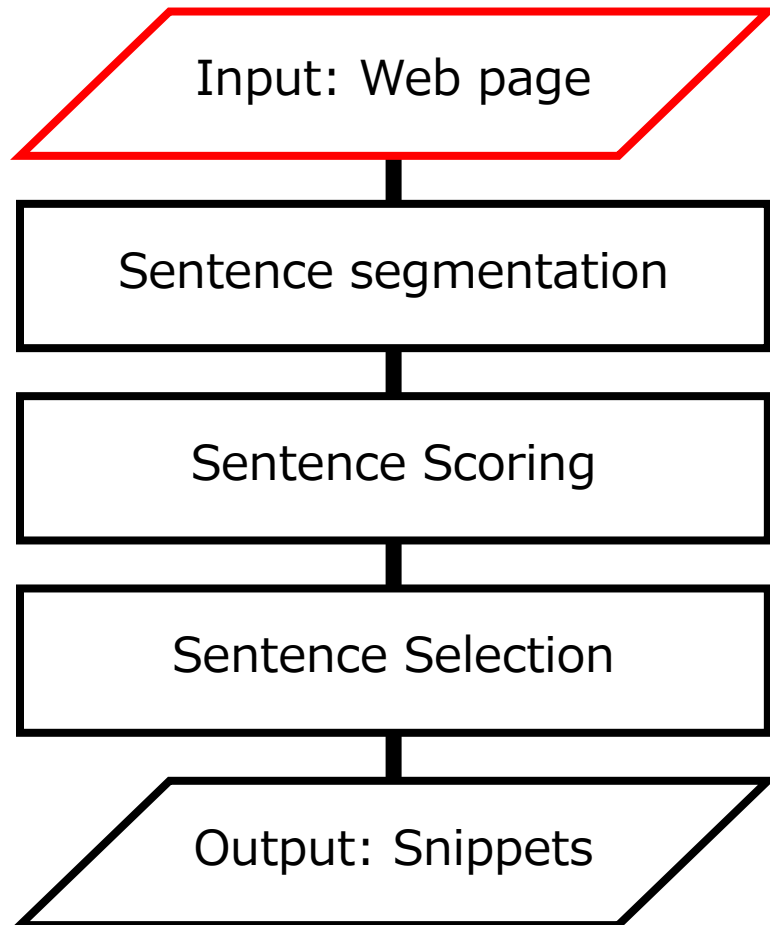 Input: Web page
Sentence segmentation
Sentence Scoring
Sentence Selection
Output: Snippets